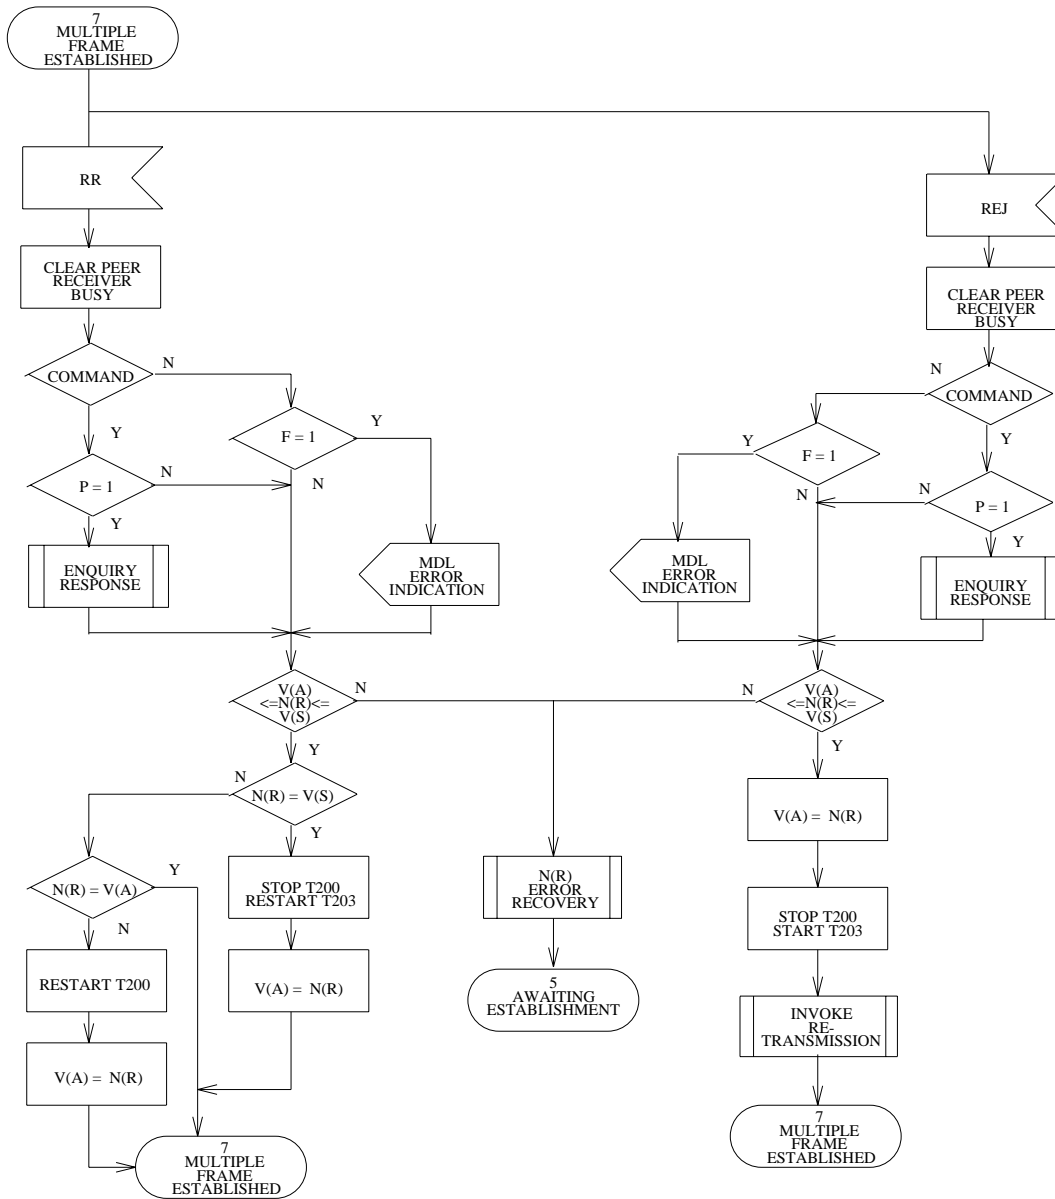 7
MULTIPLE
FRAME
ESTABLISHED
RR
REJ
CLEAR PEER
RECEIVER
BUSY
CLEAR PEER
RECEIVER
BUSY
N
COMMAND
N
COMMAND
Y
F = 1
Y
Y
F = 1
Y
N
P = 1
N
N
N
P = 1
Y
Y
ENQUIRY
RESPONSE
MDL
ERROR
INDICATION
MDL
ERROR
INDICATION
ENQUIRY
RESPONSE
V(A)
<=N(R)<=
V(S)
N
N
V(A)
<=N(R)<=
V(S)
Y
Y
N
N(R) = V(S)
V(A) = N(R)
Y
N(R) = V(A)
Y
STOP T200
RESTART T203
N(R)
ERROR
RECOVERY
STOP T200
START T203
N
RESTART T200
V(A) = N(R)
5
AWAITING
ESTABLISHMENT
INVOKE
RE-
TRANSMISSION
V(A) = N(R)
7
MULTIPLE
FRAME
ESTABLISHED
7
MULTIPLE
FRAME
ESTABLISHED